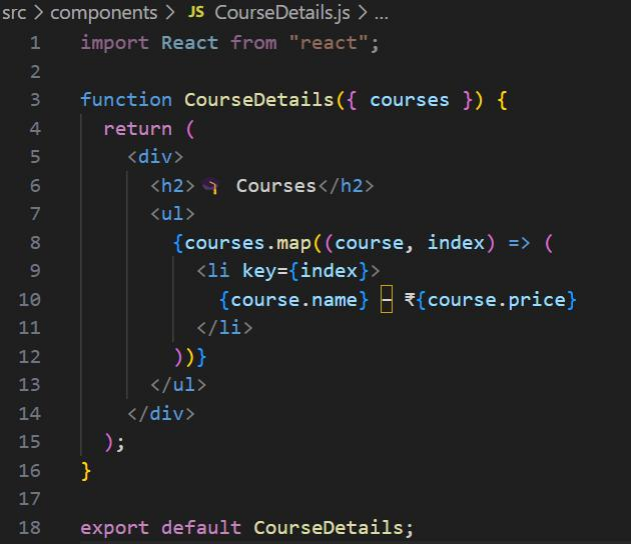 src > components > JS CourseDetails.js > ...
1 import React from "react";
2
3 function CourseDetails({ courses }) {
4   return (
5     <div>
6       <h2>🎓 Courses</h2>
7       <ul>
8         {courses.map((course, index) => (
9           <li key={index}>
10             {course.name} – ₹{course.price}
11           </li>
12         ))}
13       </ul>
14     </div>
15   );
16 }
17
18 export default CourseDetails;